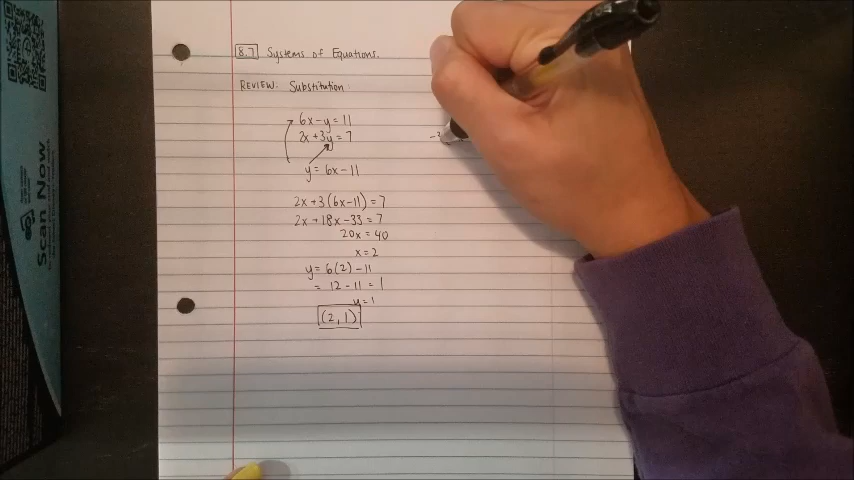 8.7 Systems of Equations.
REVIEW: Substitution
6x-y=11
2x+3y=7
y=6x-11
2x+3(6x-11)=7
2x+18x-33=7
20x=40
x=2
y=6(2)-11
=12-11=1
y=1
(2,1)
Scan Now